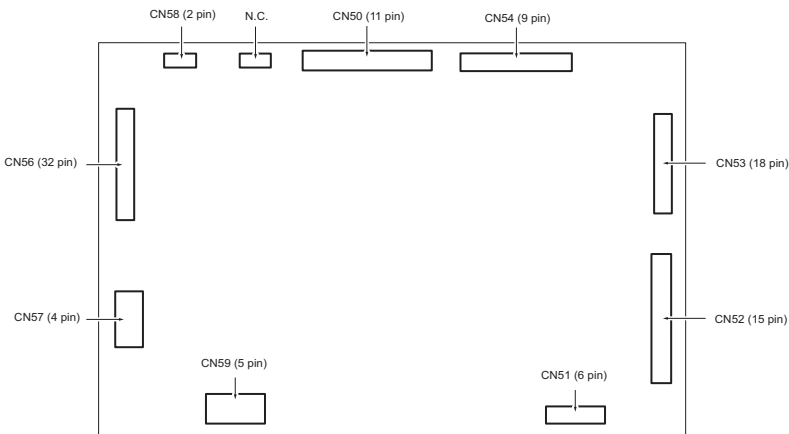 CN58 (2 pin)
N.C.
CN50 (11 pin)
CN54 (9 pin)
CN56 (32 pin)
CN53 (18 pin)
CN57 (4 pin)
CN52 (15 pin)
CN59 (5 pin)
CN51 (6 pin)